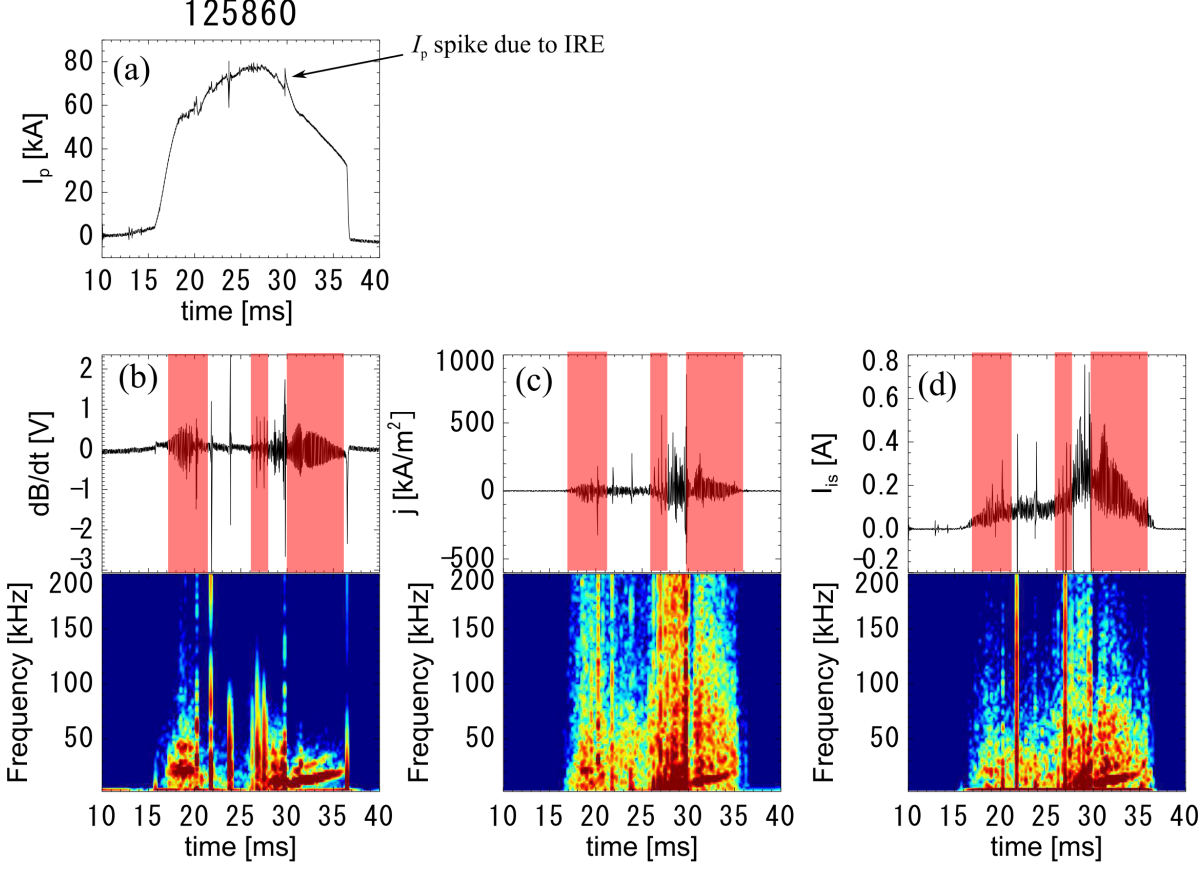 125860
(a)
I_p spike due to IRE
I_p [kA]
80
60
40
20
0
10 15 20 25 30 35 40
time [ms]
(b)
dB/dt [V]
2
1
0
−1
−2
−3
Frequency [kHz]
200
150
100
50
10 15 20 25 30 35 40
time [ms]
(c)
j [kA/m²]
1000
500
0
−500
Frequency [kHz]
200
150
100
50
10 15 20 25 30 35 40
time [ms]
(d)
I_is [A]
0.8
0.6
0.4
0.2
0.0
−0.2
Frequency [kHz]
200
150
100
50
10 15 20 25 30 35 40
time [ms]